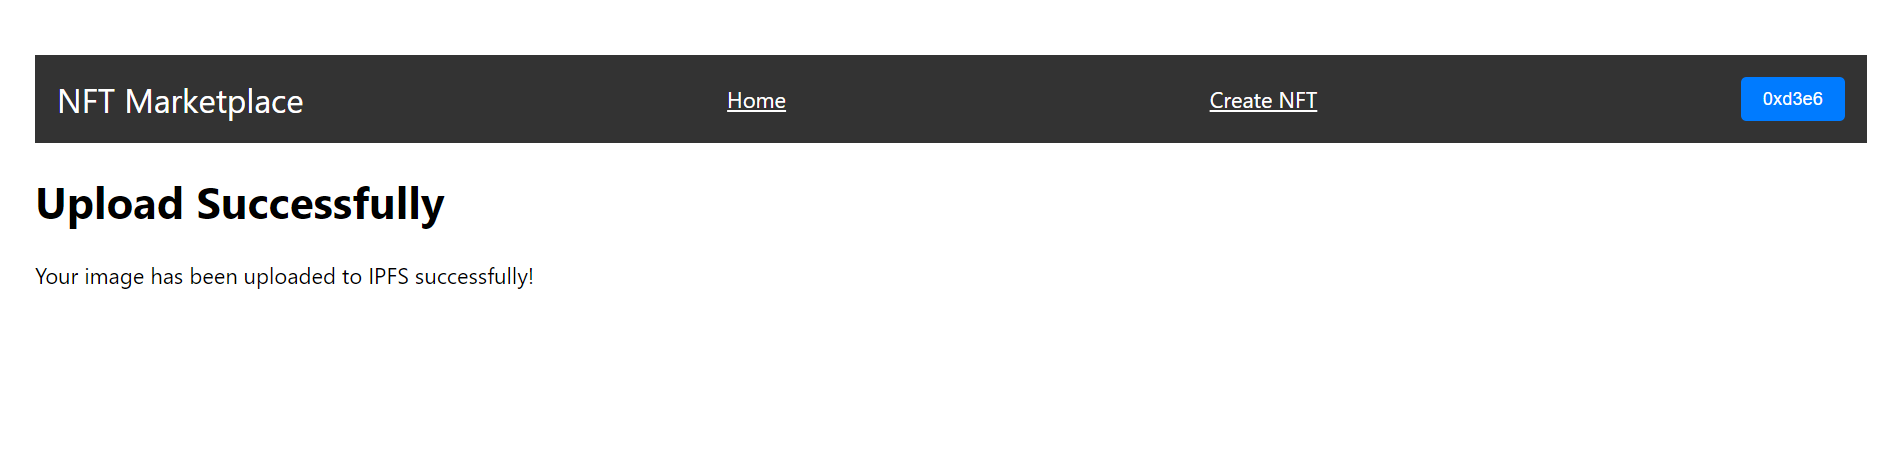 NFT Marketplace
Home
Create NFT
0xd3e6
Upload Successfully
Your image has been uploaded to IPFS successfully!